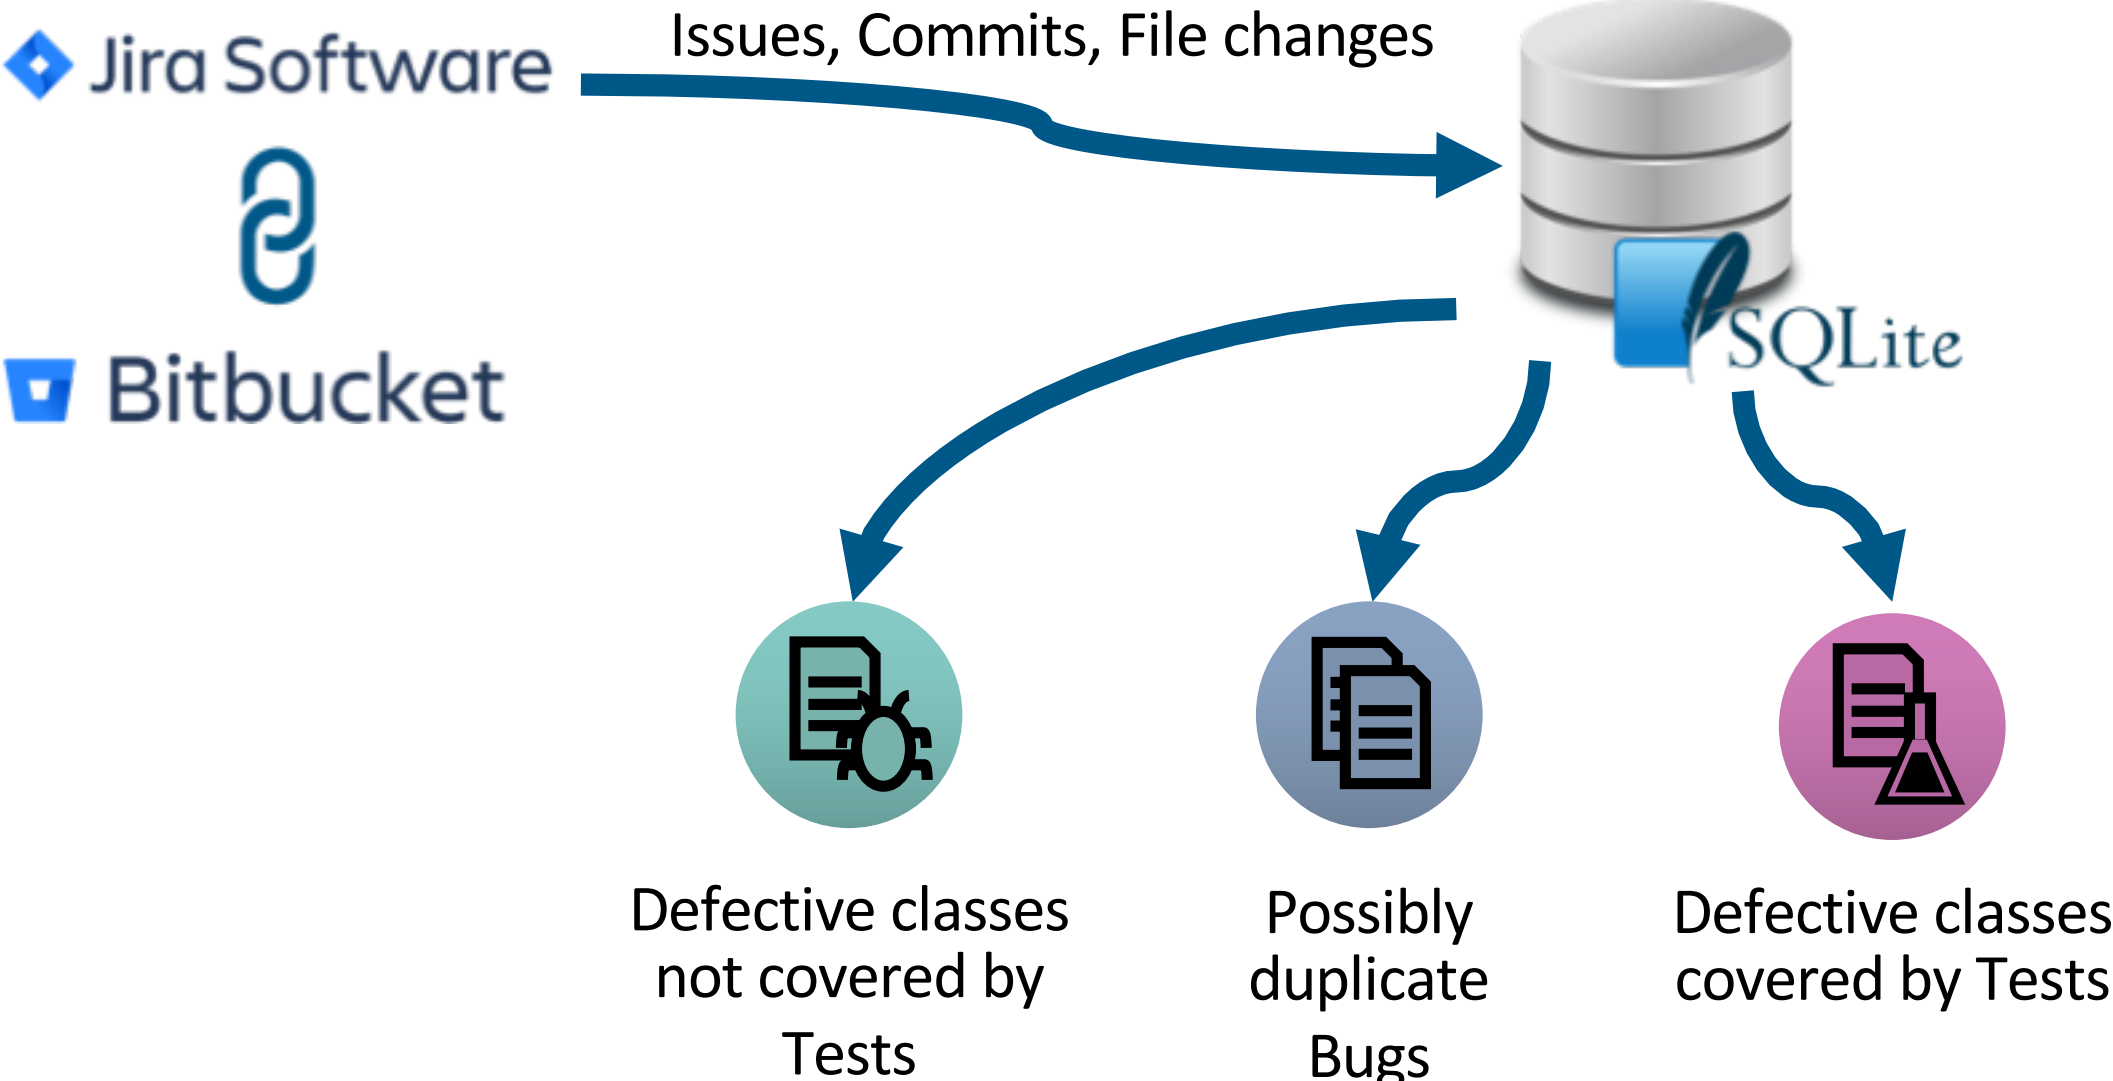 Jira Software
Issues, Commits, File changes
Bitbucket
SQLite
Defective classes
not covered by
Tests
Possibly
duplicate
Bugs
Defective classes
covered by Tests